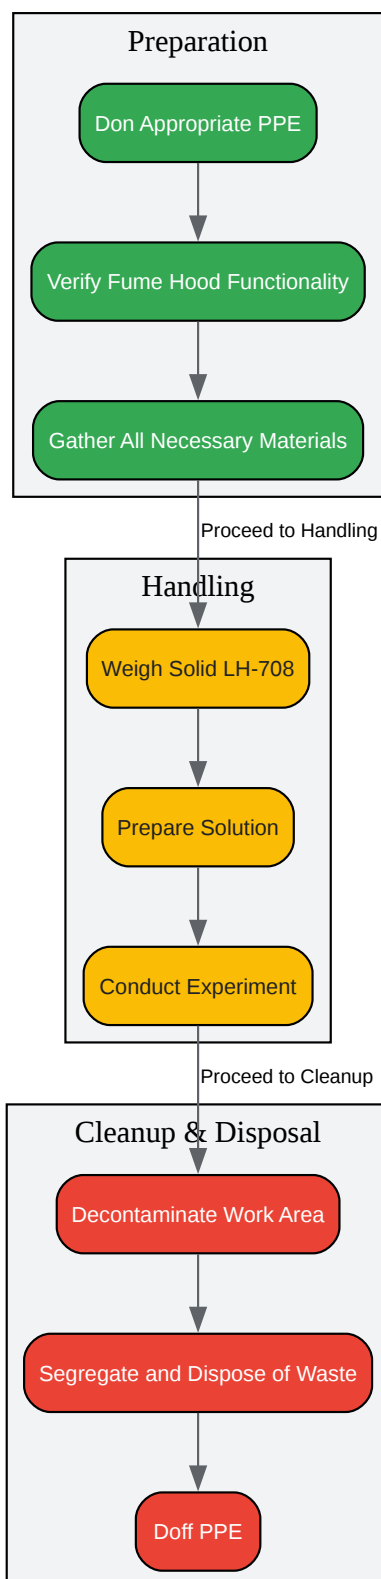 Preparation
Don Appropriate PPE
Verify Fume Hood Functionality
Gather All Necessary Materials
Proceed to Handling
Handling
Weigh Solid LH-708
Prepare Solution
Conduct Experiment
Proceed to Cleanup
Cleanup & Disposal
Decontaminate Work Area
Segregate and Dispose of Waste
Doff PPE